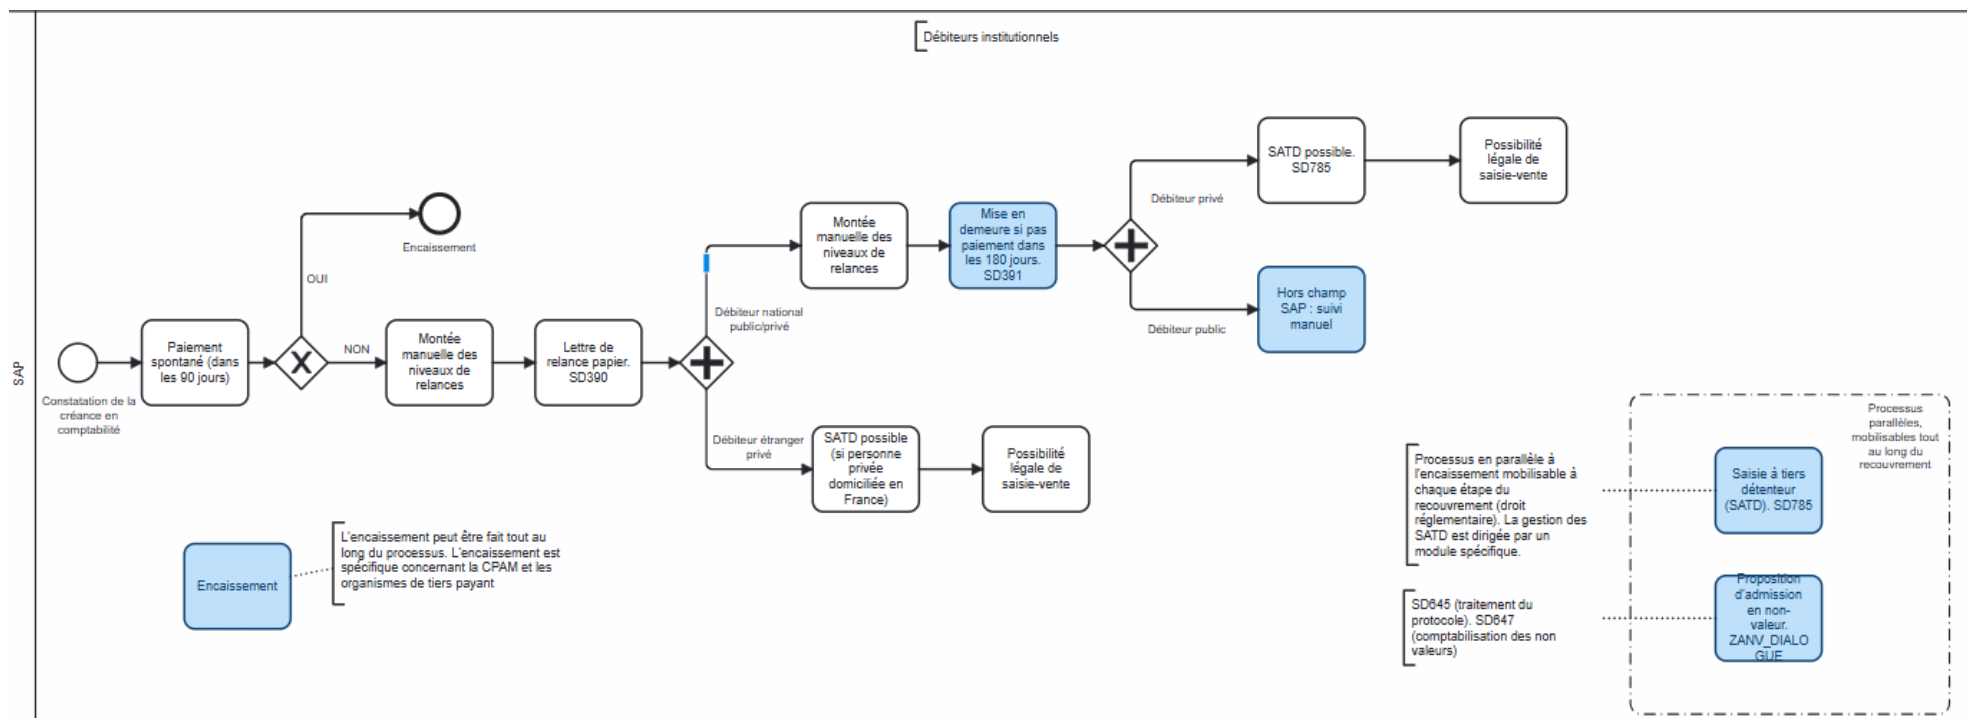 SAP
Débiteurs institutionnels
Constatation de la
créance en
comptabilité
Paiement
spontané (dans
les 90 jours)
OUI
Encaissement
NON
Montée
manuelle des
niveaux de
relances
Lettre de
relance papier.
SD390
Débiteur national
public/privé
Montée
manuelle des
niveaux de
relances
Mise en
demeure si pas
paiement dans
les 180 jours.
SD391
Débiteur privé
SATD possible.
SD785
Possibilité
légale de
saisie-vente
Débiteur public
Hors champ
SAP : suivi
manuel
Débiteur étranger
privé
SATD possible
(si personne
privée
domiciliée en
France)
Possibilité
légale de
saisie-vente
Encaissement
L'encaissement peut être fait tout au
long du processus. L'encaissement est
spécifique concernant la CPAM et les
organismes de tiers payant
Processus
parallèles,
mobilisables tout
au long du
recouvrement
Processus en parallèle à
l'encaissement mobilisable à
chaque étape du
recouvrement (droit
réglementaire). La gestion des
SATD est dirigée par un
module spécifique.
Saisie à tiers
détenteur
(SATD). SD785
SD645 (traitement du
protocole). SD647
(comptabilisation des non
valeurs)
Proposition
d'admission
en non-
valeur.
ZANV_DIALO
GUE